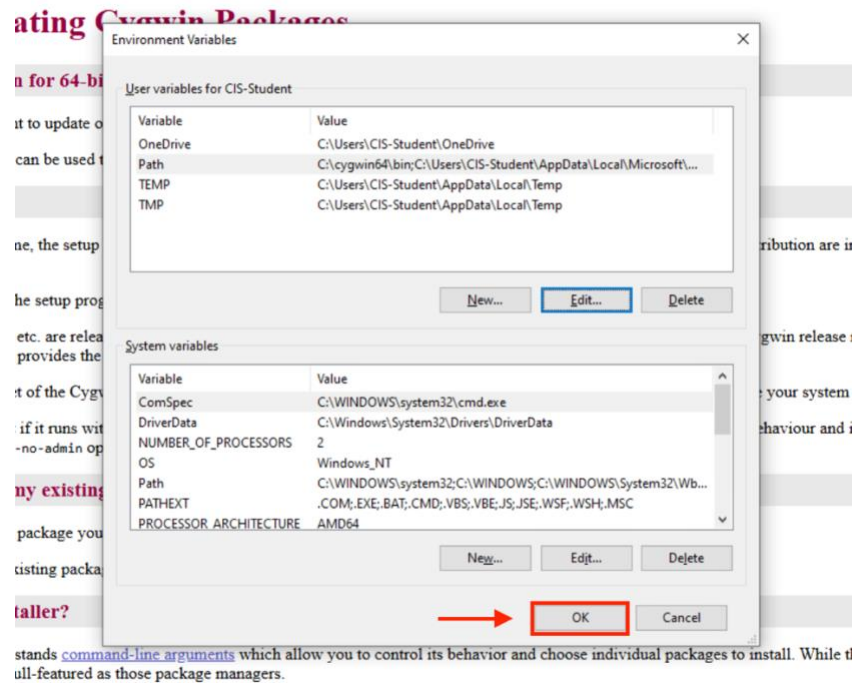 ating Cygwin Packages
Environment Variables
n for 64-bi
User variables for CIS-Student
nt to update o
Variable Value
OneDrive C:\Users\CIS-Student\OneDrive
can be used t
Path C:\cygwin64\bin;C:\Users\CIS-Student\AppData\Local\Microsoft\...
TEMP C:\Users\CIS-Student\AppData\Local\Temp
TMP C:\Users\CIS-Student\AppData\Local\Temp
ne, the setup
ribution are in
he setup prog
New... Edit... Delete
etc. are relea
gwin release
provides the
System variables
Variable Value
et of the Cygw
your system
ComSpec C:\WINDOWS\system32\cmd.exe
DriverData C:\Windows\System32\Drivers\DriverData
if it runs wit
ehaviour and i
NUMBER_OF_PROCESSORS 2
-no-admin op
OS Windows_NT
Path C:\WINDOWS\system32;C:\WINDOWS;C:\WINDOWS\System32\Wb...
my existing
PATHEXT .COM;.EXE;.BAT;.CMD;.VBS;.VBE;.JS;.JSE;.WSF;.WSH;.MSC
PROCESSOR_ARCHITECTURE AMD64
package you
New... Edit... Delete
xisting packa
taller?
OK Cancel
stands command-line arguments which allow you to control its behavior and choose individual packages to install. While th
ull-featured as those package managers.